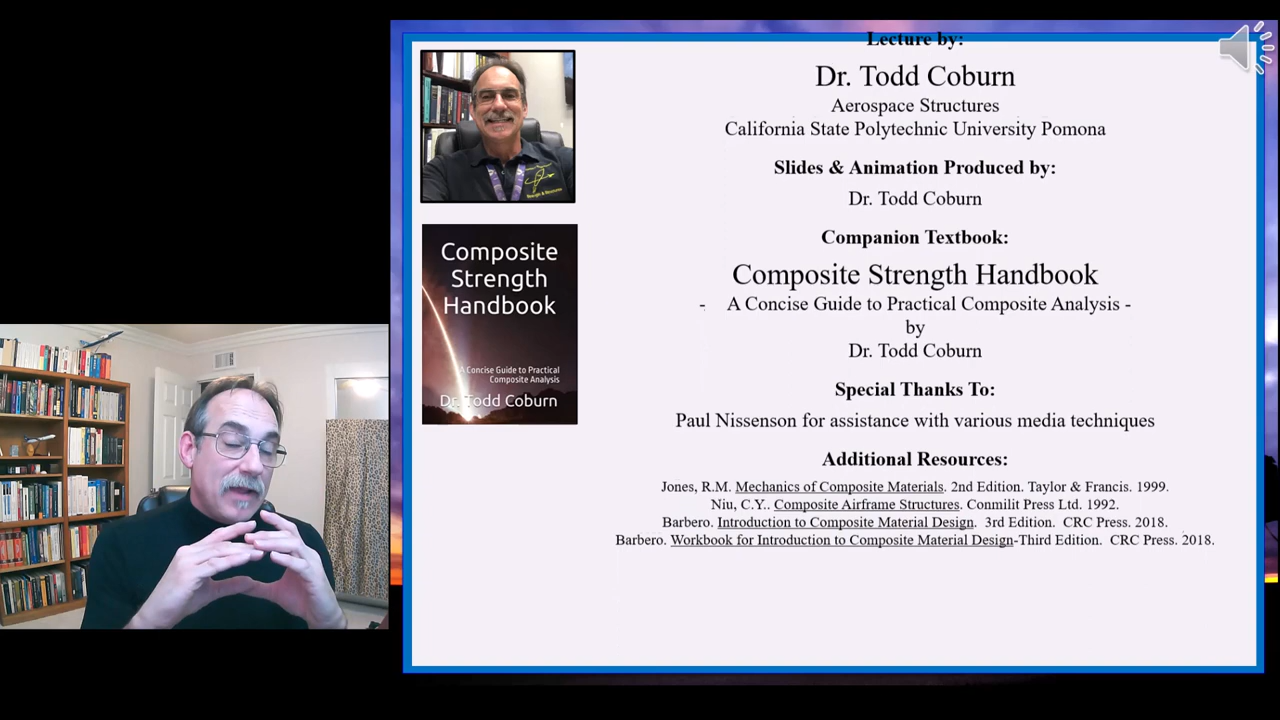 Lecture by:
Dr. Todd Coburn
Aerospace Structures
California State Polytechnic University Pomona
Slides & Animation Produced by:
Dr. Todd Coburn
Companion Textbook:
Composite Strength Handbook
- A Concise Guide to Practical Composite Analysis -
by
Dr. Todd Coburn
Special Thanks To:
Paul Nissenson for assistance with various media techniques
Additional Resources:
Jones, R.M. Mechanics of Composite Materials. 2nd Edition. Taylor & Francis. 1999.
Niu, C.Y.. Composite Airframe Structures. Conmilit Press Ltd. 1992.
Barbero. Introduction to Composite Material Design. 3rd Edition. CRC Press. 2018.
Barbero. Workbook for Introduction to Composite Material Design-Third Edition. CRC Press. 2018.
Composite
Strength
Handbook
A Concise Guide to Practical
Composite Analysis
Dr. Todd Coburn